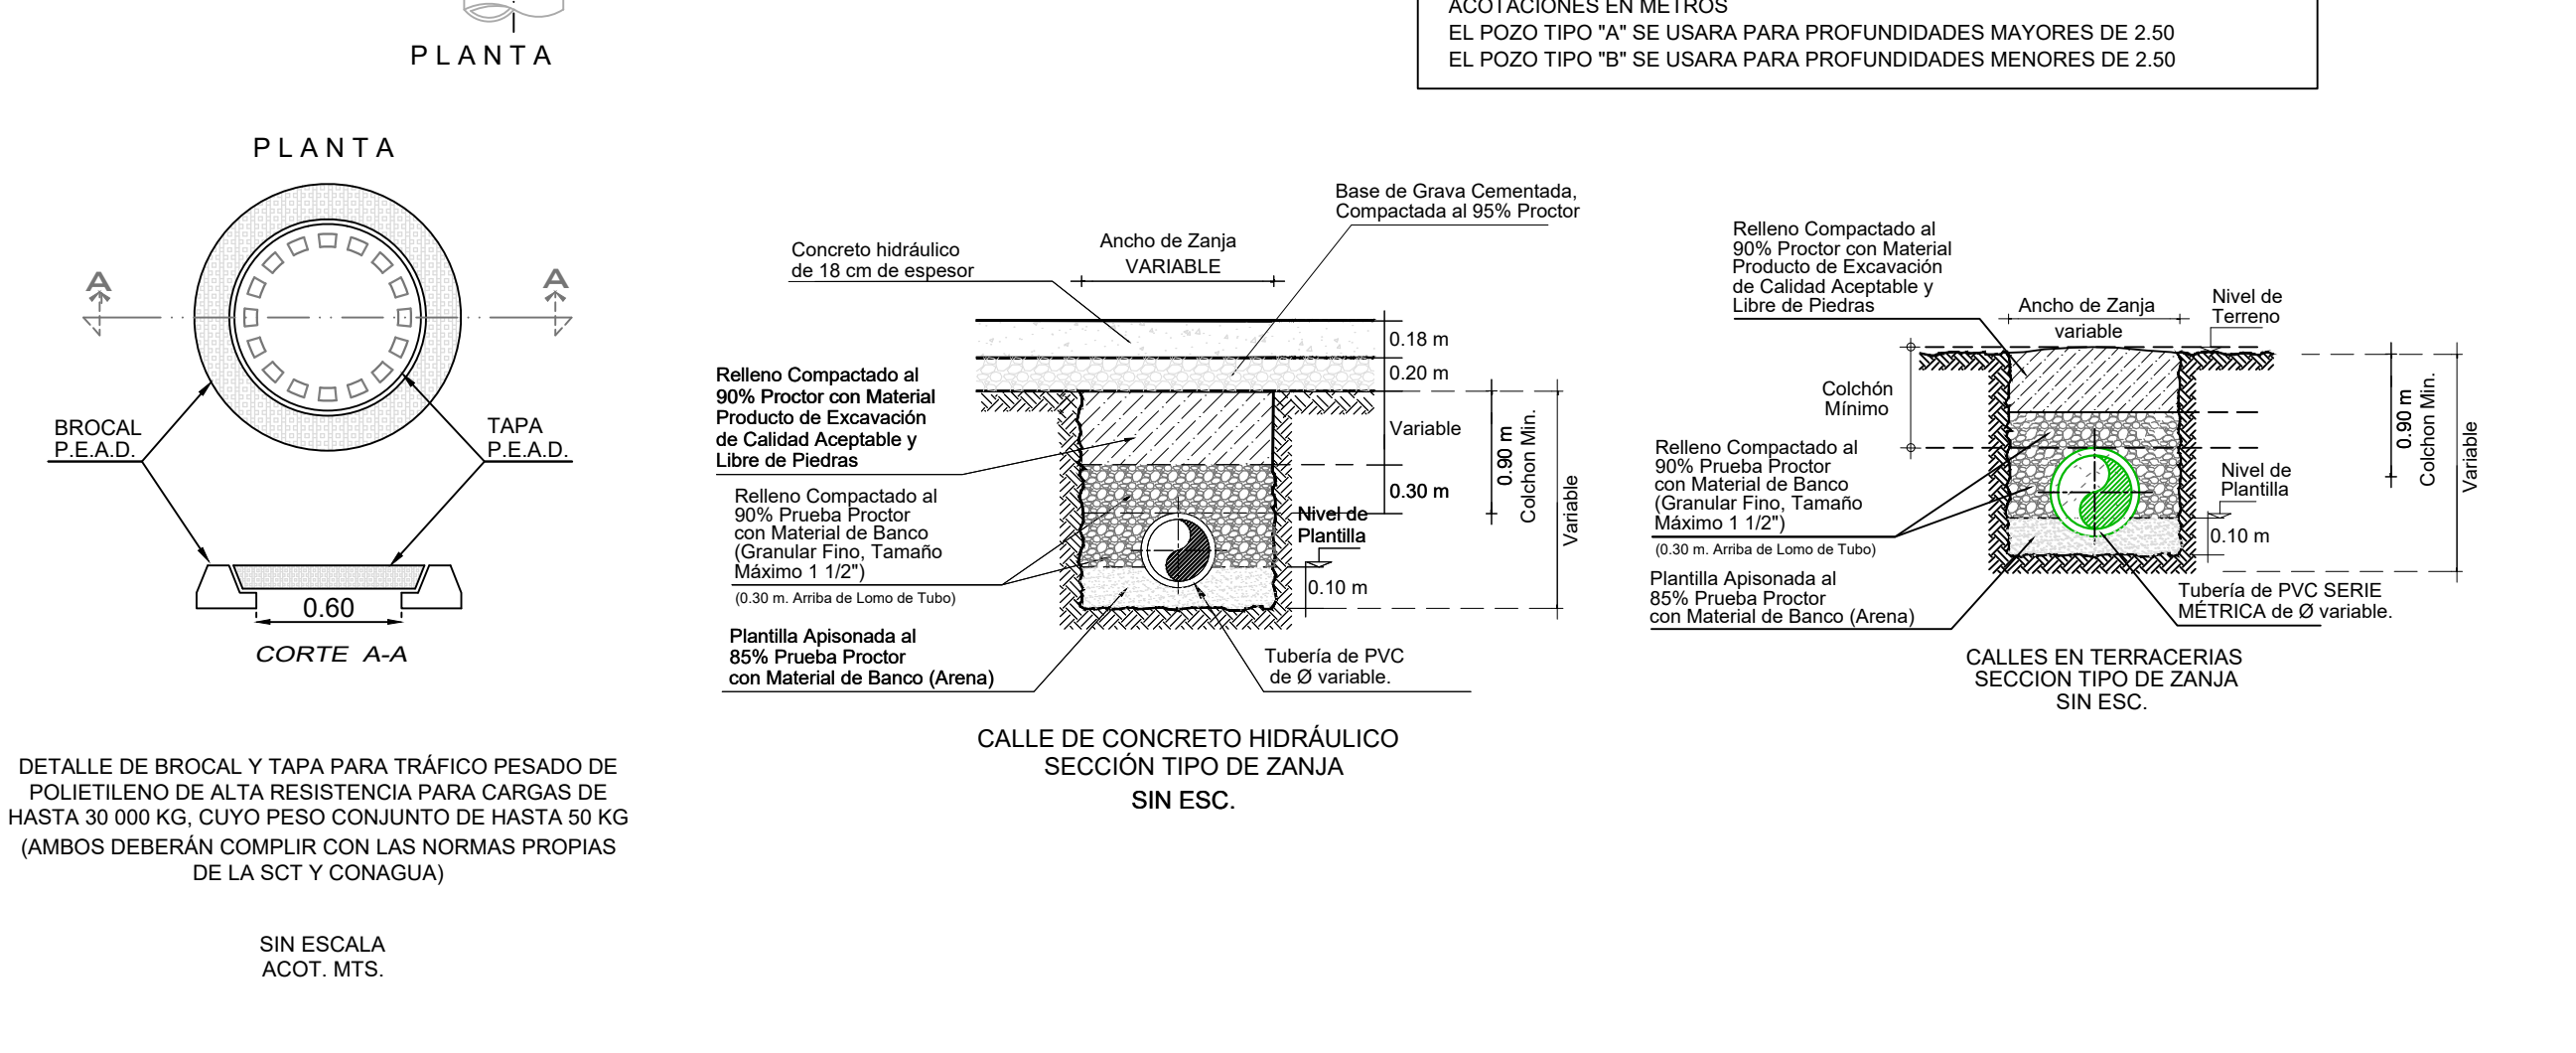 PLANTA
ACOTACIONES EN METROS
EL POZO TIPO "A" SE USARA PARA PROFUNDIDADES MAYORES DE 2.50
EL POZO TIPO "B" SE USARA PARA PROFUNDIDADES MENORES DE 2.50
PLANTA
A
A
BROCAL
P.E.A.D.
TAPA
P.E.A.D.
0.60
CORTE A-A
DETALLE DE BROCAL Y TAPA PARA TRÁFICO PESADO DE
POLIETILENO DE ALTA RESISTENCIA PARA CARGAS DE
HASTA 30 000 KG, CUYO PESO CONJUNTO DE HASTA 50 KG
(AMBOS DEBERÁN COMPLIR CON LAS NORMAS PROPIAS
DE LA SCT Y CONAGUA)
SIN ESCALA
ACOT. MTS.
Base de Grava Cementada,
Compactada al 95% Proctor
Concreto hidráulico
de 18 cm de espesor
Ancho de Zanja
VARIABLE
0.18 m
0.20 m
Relleno Compactado al
90% Proctor con Material
Producto de Excavación
de Calidad Aceptable y
Libre de Piedras
Variable
0.30 m
0.90 m
Colchon Min.
Variable
Relleno Compactado al
90% Prueba Proctor
con Material de Banco
(Granular Fino, Tamaño
Máximo 1 1/2")
(0.30 m. Arriba de Lomo de Tubo)
Nivel de
Plantilla
0.10 m
Plantilla Apisonada al
85% Prueba Proctor
con Material de Banco (Arena)
Tubería de PVC
de Ø variable.
CALLE DE CONCRETO HIDRÁULICO
SECCIÓN TIPO DE ZANJA
SIN ESC.
Relleno Compactado al
90% Proctor con Material
Producto de Excavación
de Calidad Aceptable y
Libre de Piedras
Ancho de Zanja
variable
Nivel de
Terreno
Colchón
Mínimo
0.90 m
Colchon Min.
Variable
Relleno Compactado al
90% Prueba Proctor
con Material de Banco
(Granular Fino, Tamaño
Máximo 1 1/2")
(0.30 m. Arriba de Lomo de Tubo)
Nivel de
Plantilla
0.10 m
Plantilla Apisonada al
85% Prueba Proctor
con Material de Banco (Arena)
Tubería de PVC SERIE
MÉTRICA de Ø variable.
CALLES EN TERRACERIAS
SECCION TIPO DE ZANJA
SIN ESC.